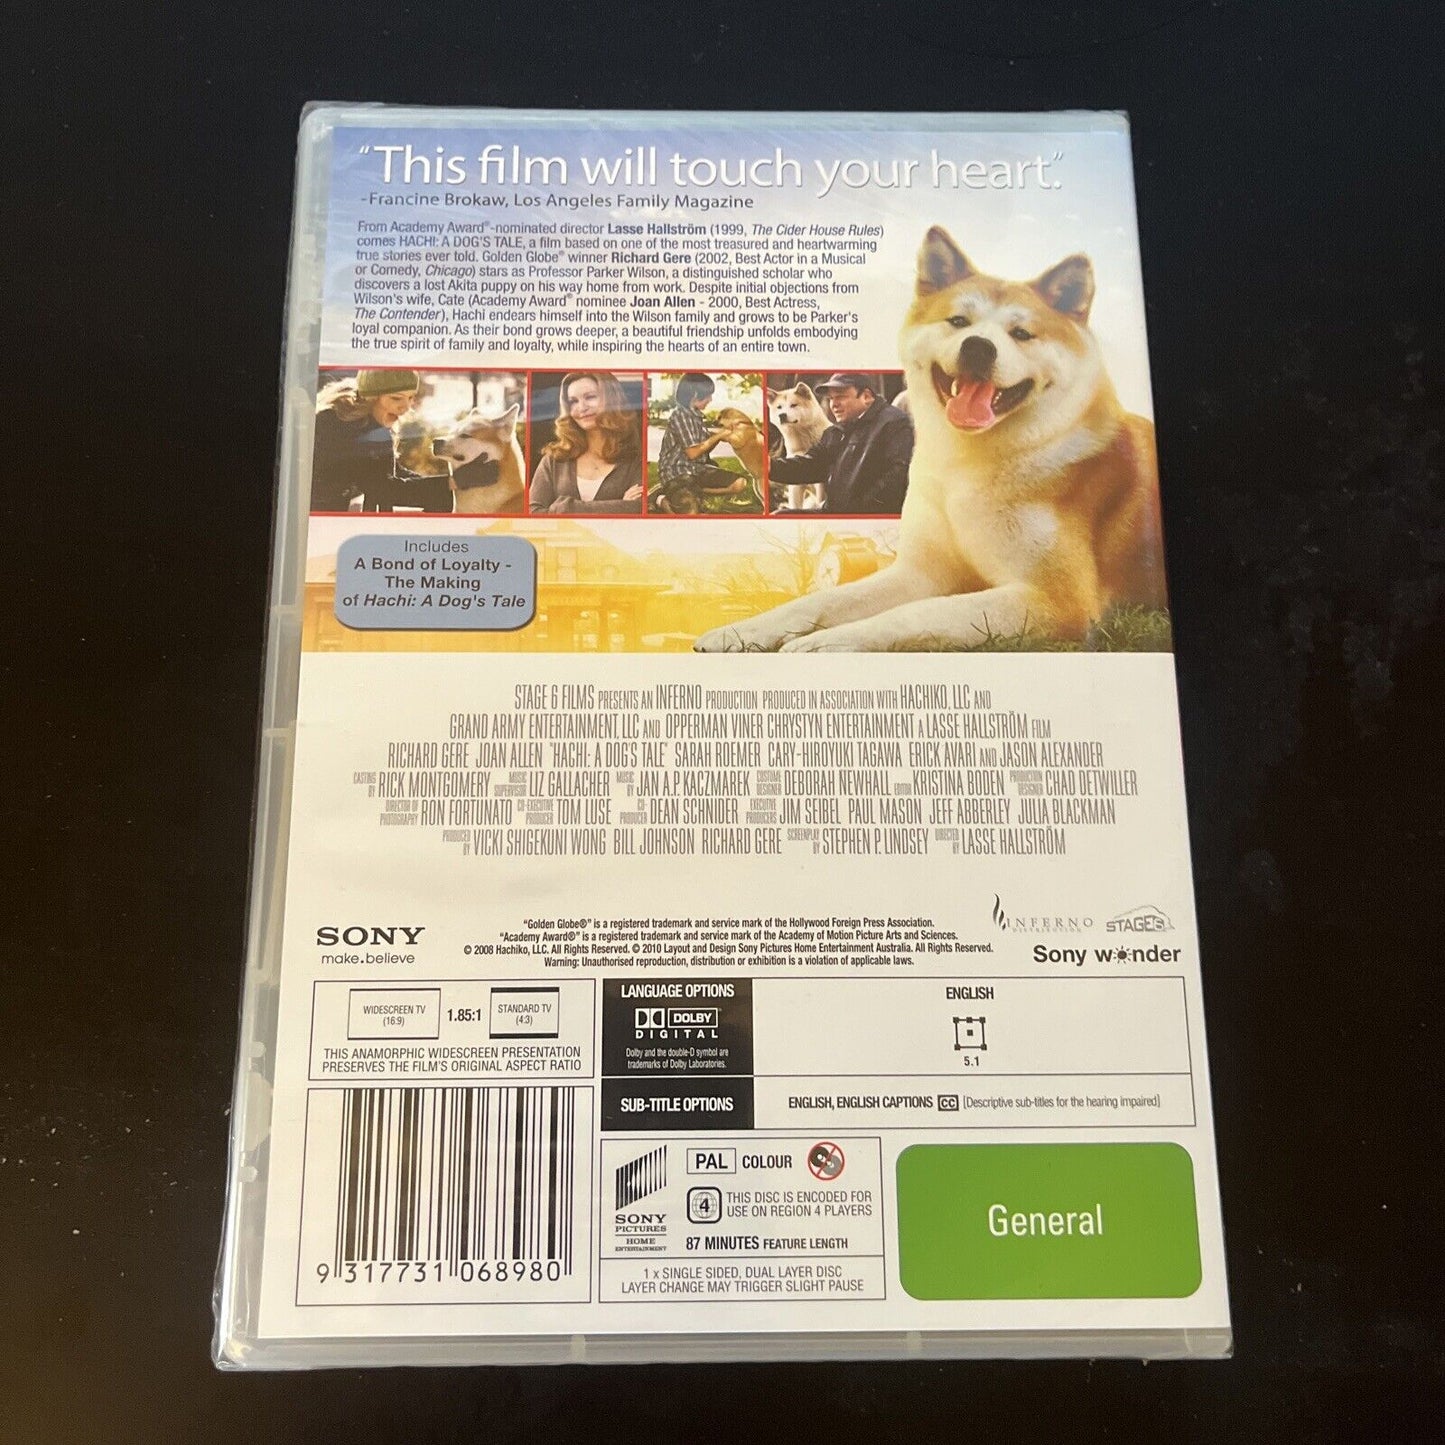 "This film will touch your heart."
-Francine Brokaw, Los Angeles Family Magazine
From Academy Award®-nominated director Lasse Hallström (1999, The Cider House Rules)
comes HACHI: A DOG'S TALE, a film based on one of the most treasured and heartwarming
true stories ever told. Golden Globe® winner Richard Gere (2002, Best Actor in a Musical
or Comedy, Chicago) stars as Professor Parker Wilson, a distinguished scholar who
discovers a lost Akita puppy on his way home from work. Despite initial objections from
Wilson's wife, Cate (Academy Award® nominee Joan Allen - 2000, Best Actress,
The Contender), Hachi endears himself into the Wilson family and grows to be Parker's
loyal companion. As their bond grows deeper, a beautiful friendship unfolds embodying
the true spirit of family and loyalty, while inspiring the hearts of an entire town.
Includes
A Bond of Loyalty -
The Making
of Hachi: A Dog's Tale
STAGE 6 FILMS PRESENTS AN INFERNO PRODUCTION PRODUCED IN ASSOCIATION WITH HACHIKO, LLC AND
GRAND ARMY ENTERTAINMENT, LLC AND OPPERMAN VINER CHRYSTYN ENTERTAINMENT A LASSE HALLSTRÖM FILM
RICHARD GERE JOAN ALLEN "HACHI: A DOG'S TALE" SARAH ROEMER CARY-HIROYUKI TAGAWA ERICK AVARI AND JASON ALEXANDER
CASTING BY RICK MONTGOMERY MUSIC SUPERVISOR LIZ GALLACHER MUSIC BY JAN A.P. KACZMAREK COSTUME DESIGNER DEBORAH NEWHALL EDITOR KRISTINA BODEN PRODUCTION DESIGNER CHAD DETWILLER
DIRECTOR OF PHOTOGRAPHY RON FORTUNATO CO-EXECUTIVE PRODUCER TOM LUSE CO-PRODUCER DEAN SCHNIDER EXECUTIVE PRODUCERS JIM SEIBEL PAUL MASON JEFF ABBERLEY JULIA BLACKMAN
PRODUCED BY VICKI SHIGEKUNI WONG BILL JOHNSON RICHARD GERE SCREENPLAY BY STEPHEN P. LINDSEY DIRECTED BY LASSE HALLSTRÖM
SONY
make.believe
"Golden Globe®" is a registered trademark and service mark of the Hollywood Foreign Press Association.
"Academy Award®" is a registered trademark and service mark of the Academy of Motion Picture Arts and Sciences.
© 2008 Hachiko, LLC. All Rights Reserved. © 2010 Layout and Design Sony Pictures Home Entertainment Australia. All Rights Reserved.
Warning: Unauthorised reproduction, distribution or exhibition is a violation of applicable laws.
INFERNO
DISTRIBUTION
STAGE6
Sony wonder
WIDESCREEN TV
(16:9)
1.85:1
STANDARD TV
(4:3)
THIS ANAMORPHIC WIDESCREEN PRESENTATION
PRESERVES THE FILM'S ORIGINAL ASPECT RATIO
LANGUAGE OPTIONS
DOLBY
DIGITAL
Dolby and the double-D symbol are
trademarks of Dolby Laboratories.
ENGLISH
5.1
SUB-TITLE OPTIONS
ENGLISH, ENGLISH CAPTIONS CC [Descriptive sub-titles for the hearing impaired]
9 317731 068980
SONY
PICTURES
HOME
ENTERTAINMENT
PAL COLOUR
4
THIS DISC IS ENCODED FOR
USE ON REGION 4 PLAYERS
87 MINUTES FEATURE LENGTH
1 x SINGLE SIDED, DUAL LAYER DISC
LAYER CHANGE MAY TRIGGER SLIGHT PAUSE
General